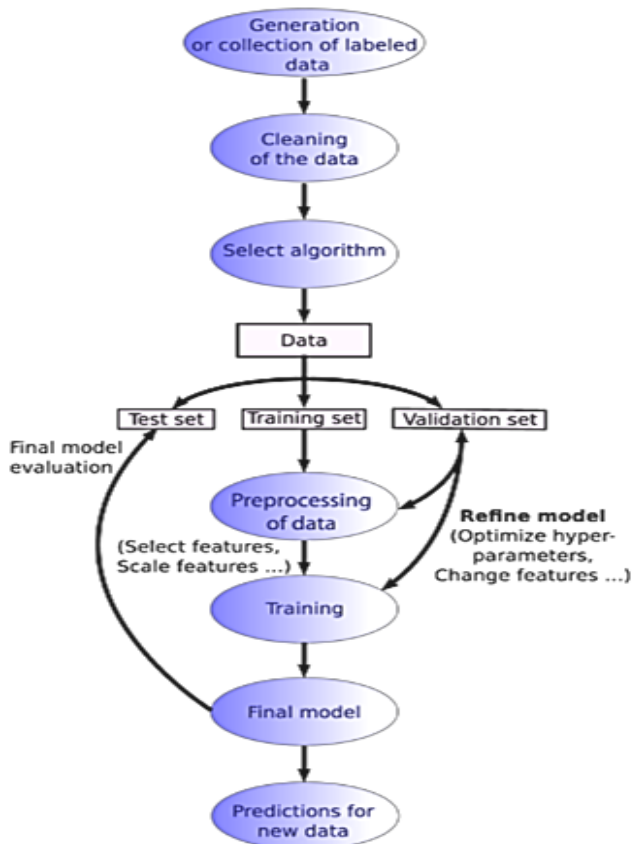 Generation
or collection of labeled
data
Cleaning
of the data
Select algorithm
Data
Test set
Training set
Validation set
Final model
evaluation
Preprocessing
of data
(Select features,
Scale features ...)
Refine model
(Optimize hyper-
parameters,
Change features ...)
Training
Final model
Predictions for
new data